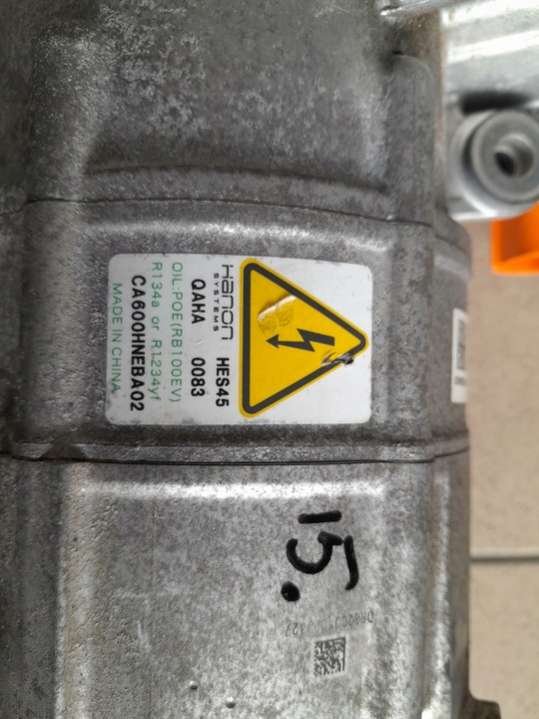 Hanon
SYSTEMS
HES45
QAHA 0083
OIL:POE(RB100EV)
R134a or R1234yf
CA600HNEBA02
MADE IN CHINA
15.